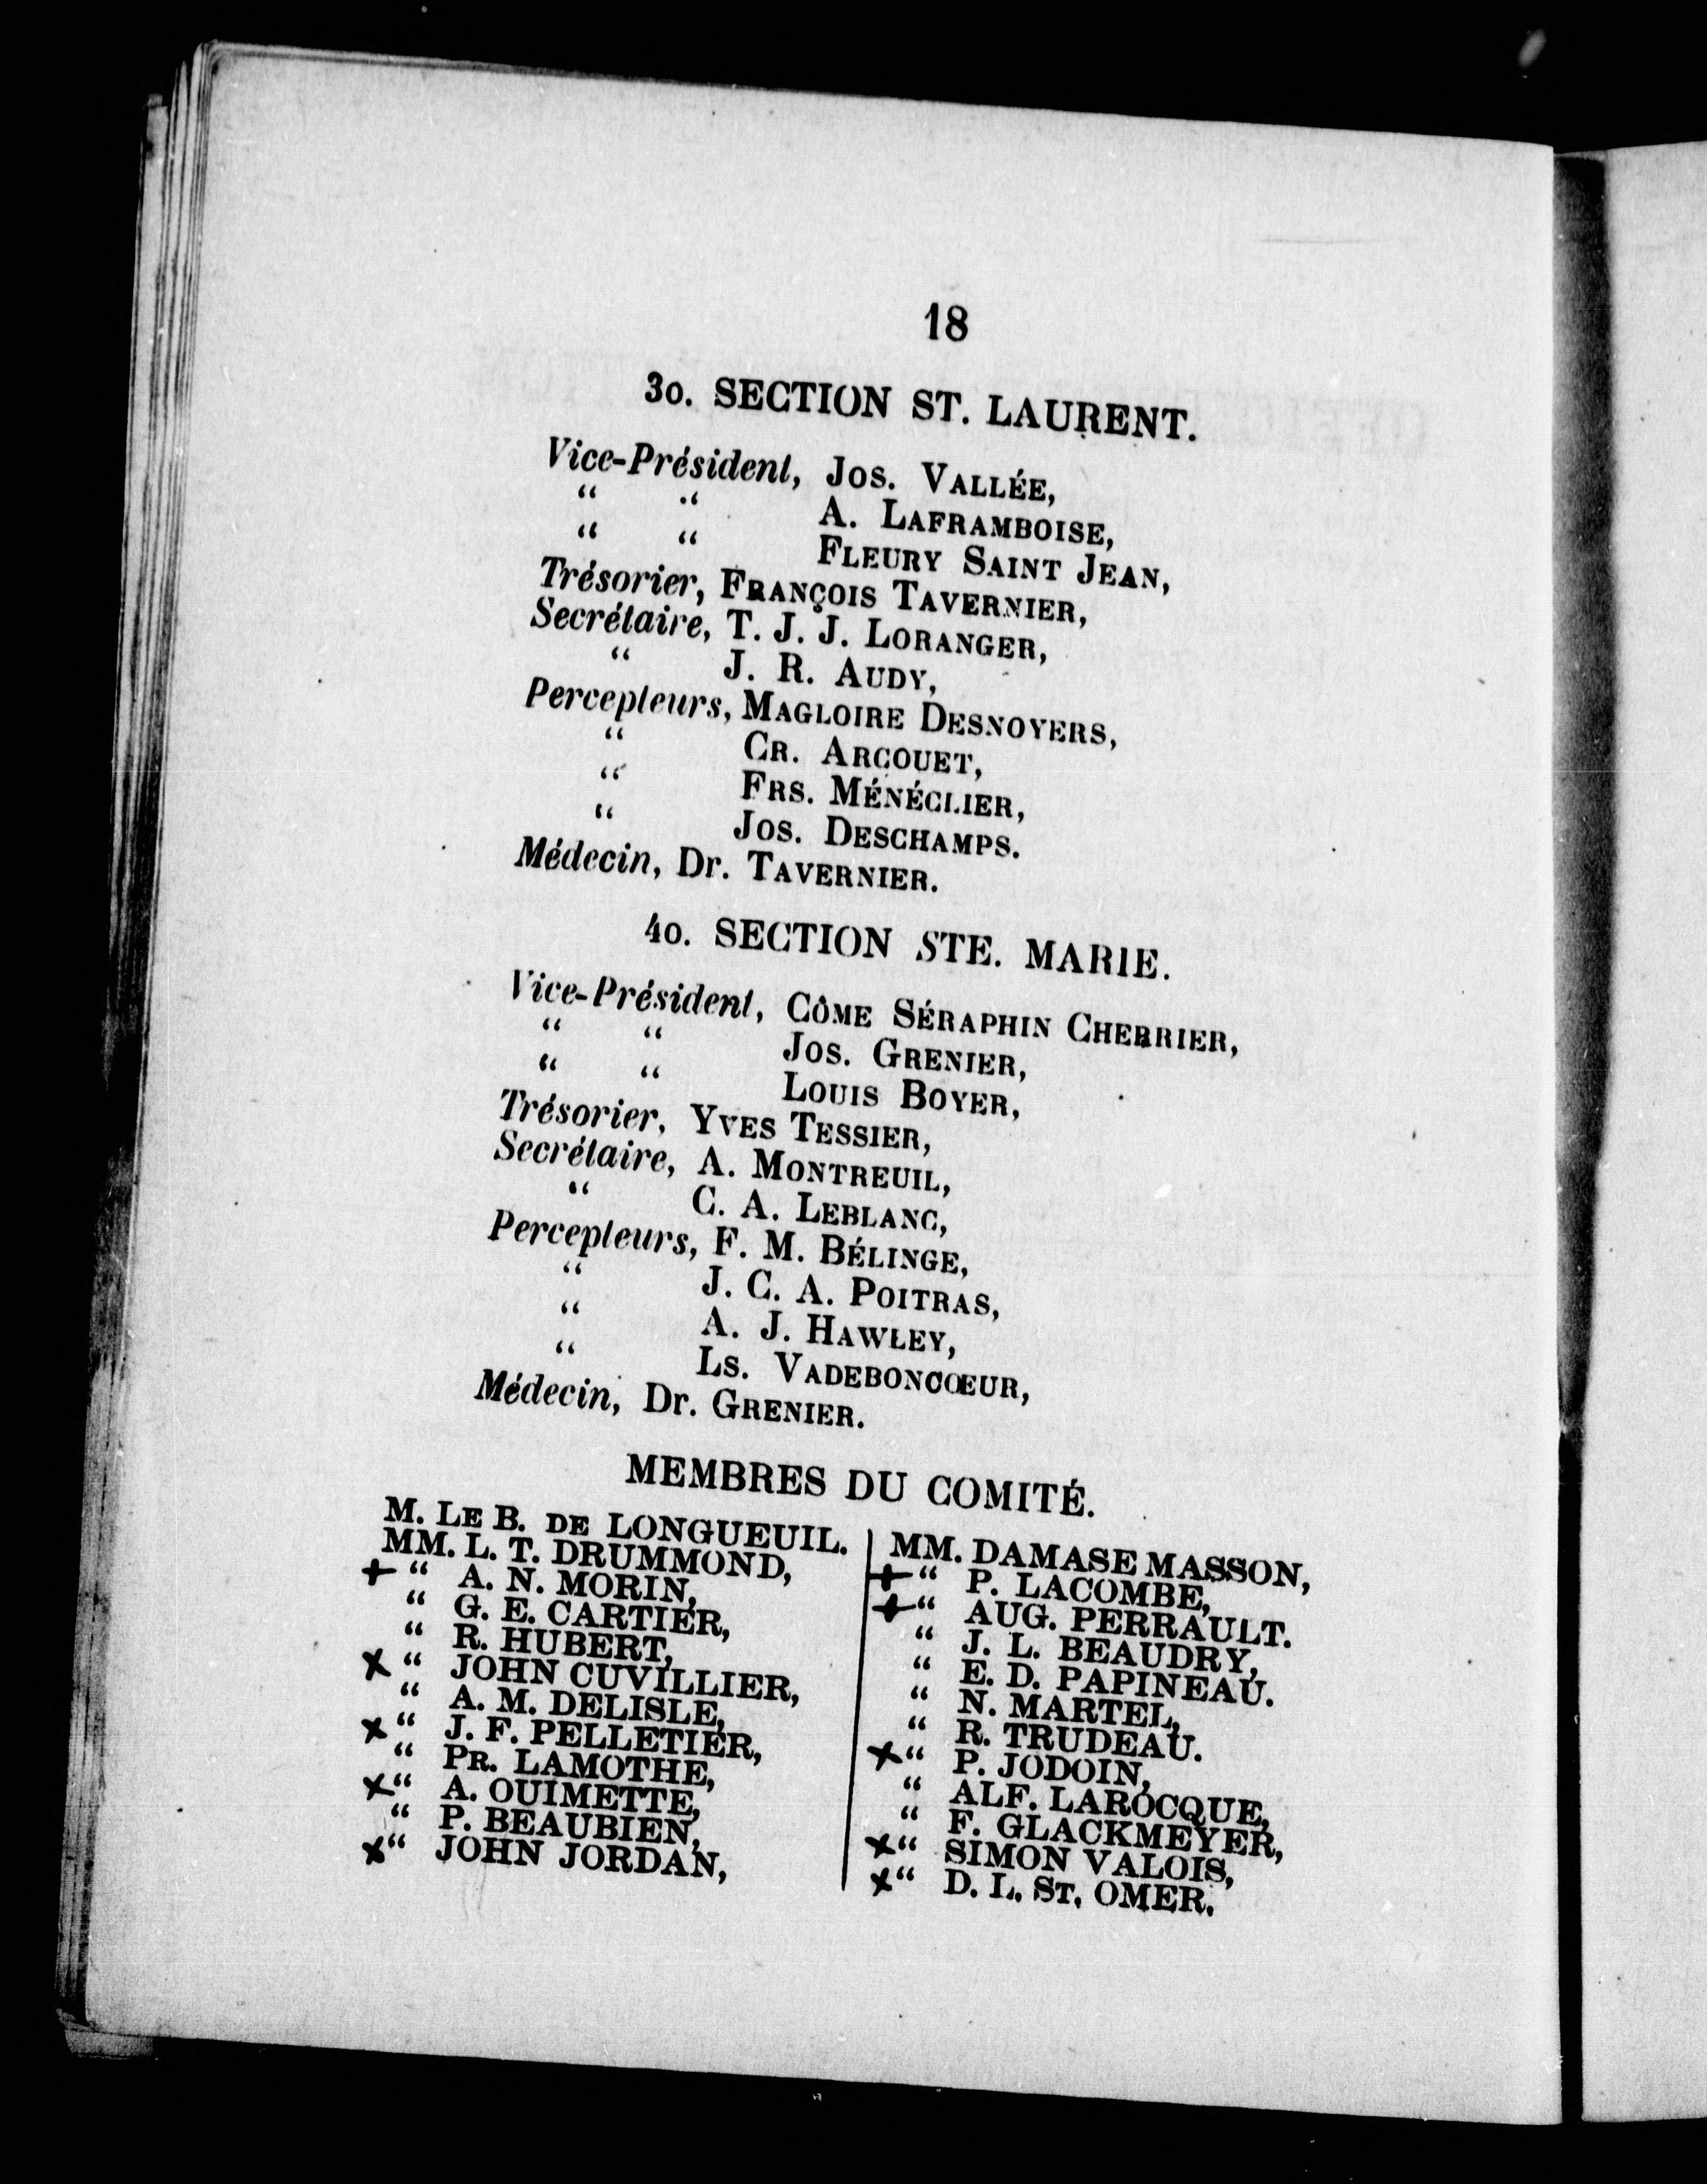 18
3o. SECTION ST. LAURENT.
Vice-Président, Jos. Vallée,
“ “ A. Laframboise,
“ “ Fleury Saint Jean,
Trésorier, François Tavernier,
Secrétaire, T. J. J. Loranger,
“ J. R. Audy,
Percepteurs, Magloire Desnoyers,
“ Cr. Arcouet,
“ Frs. Ménéclier,
“ Jos. Deschamps.
Médecin, Dr. Tavernier.
4o. SECTION STE. MARIE.
Vice-Président, Côme Séraphin Cherrier,
“ “ Jos. Grenier,
“ “ Louis Boyer,
Trésorier, Yves Tessier,
Secrétaire, A. Montreuil,
“ C. A. Leblanc,
Percepteurs, F. M. Bélinge,
“ J. C. A. Poitras,
“ A. J. Hawley,
“ Ls. Vadeboncœur,
Médecin, Dr. Grenier.
MEMBRES DU COMITÉ.
M. Le B. de LONGUEUIL.
MM. L. T. DRUMMOND,
+ “ A. N. MORIN,
“ G. E. CARTIER,
“ R. HUBERT,
x “ JOHN CUVILLIER,
“ A. M. DELISLE,
x “ J. F. PELLETIER,
“ Pr. LAMOTHE,
x “ A. OUIMETTE,
“ P. BEAUBIEN,
x “ JOHN JORDAN,
MM. DAMASE MASSON,
+ “ P. LACOMBE,
+ “ AUG. PERRAULT.
“ J. L. BEAUDRY,
“ E. D. PAPINEAU.
“ N. MARTEL,
“ R. TRUDEAU.
x “ P. JODOIN,
“ ALF. LAROCQUE,
“ F. GLACKMEYER,
x “ SIMON VALOIS,
x “ D. L. St. OMER.